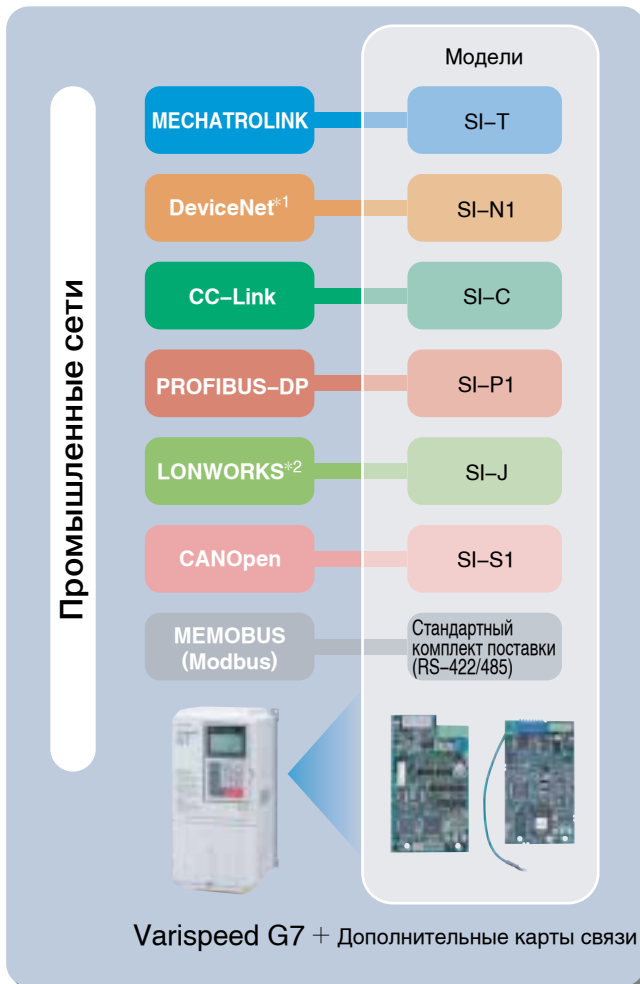 Модели
Промышленные сети
MECHATROLINK SI–T
DeviceNet*1 SI–N1
CC–Link SI–C
PROFIBUS–DP SI–P1
LONWORKS*2 SI–J
CANOpen SI–S1
MEMOBUS
(Modbus)
Стандартный
комплект поставки
(RS–422/485)
Varispeed G7 + Дополнительные карты связи